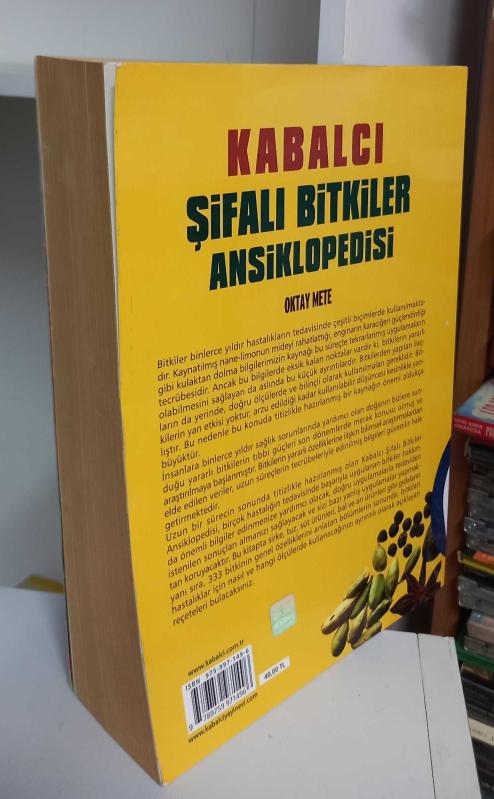 KABALCI
ŞİFALI BİTKİLER
ANSİKLOPEDİSİ
OKTAY METE
Bitkiler binlerce yıldır hastalıkların tedavisinde çeşitli biçimlerde kullanılmakta-
dır. Kaynatılmış nane-limonun mideyi rahatlattığı, enginarın karaciğeri güçlendirdiği
gibi kulaktan dolma bilgilerimizin kaynağı bu süreçte tekrarlanmış uygulamaların
tecrübesidir. Ancak bu bilgilerde eksik kalan noktalar vardır ki, bitkilerin yararlı
olabilmesini sağlayan da aslında bu küçük ayrıntılardır. Bitkilerden yapılan ilaç-
ların da yerinde, doğru ölçülerde ve bilinçli olarak kullanılmaları gereklidir. Bit-
kilerin yan etkisi yoktur, arzu edildiği kadar kullanılabilir düşüncesi kesinlikle yan-
lıştır. Bu nedenle bu konuda titizlikle hazırlanmış bir kaynağın önemi oldukça
büyüktür.
İnsanlara binlerce yıldır sağlık sorunlarında yardımcı olan doğanın bizlere sun-
duğu yararlı bitkilerin tıbbi güçleri son dönemlerde merak konusu olmuş ve
araştırılmaya başlanmıştır. Bitkilerin yararlı özelliklerine ilişkin bilimsel araştırmalardan
elde edilen veriler, uzun süreçlerin tecrübeleriyle edinilmiş bilgileri güvenilir hale
getirmektedir.
Uzun bir sürecin sonunda titizlikle hazırlanmış olan Kabalcı Şifalı Bitkiler
Ansiklopedisi, birçok hastalığın tedavisinde başarıyla uygulanan bitkiler hakkın-
da önemli bilgiler edinmenize yardımcı olacak, doğru uygulamalarla tedaviden
istenilen sonuçları almanızı sağlayacak ve sizi bazı yanlış uygulamalar yapmak-
tan koruyacaktır. Bu kitapta sirke, tuz, süt ürünleri, bal ve arı ürünleri gibi gıdaların
yanı sıra, 333 bitkinin genel özelliklerini anlatan bölümlerin sonunda, bitkileri
hastalıklar için nasıl ve hangi ölçülerde kullanacağınızı ayrıntılı olarak açıklayan
reçeteleri bulacaksınız.
www.kabalci.com.tr
ISBN 975-997-149-6
9 789759 971496
40.00 TL
www.kabalciyayinevi.com